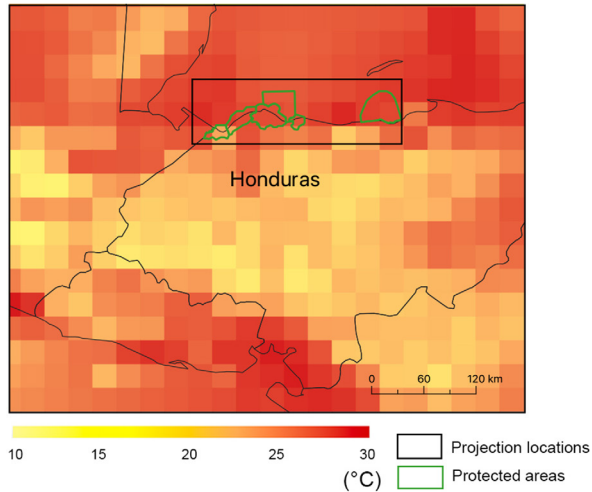 Honduras
0 60 120 km
10 15 20 25 30
(°C)
Projection locations
Protected areas